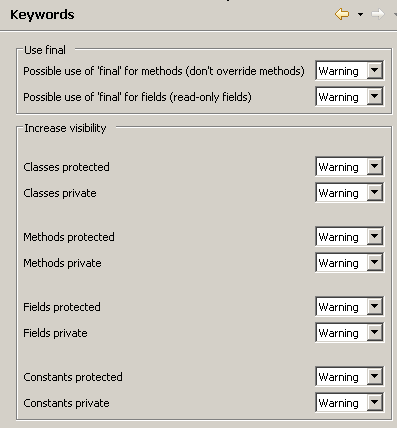 Keywords
Use final
Possible use of 'final' for methods (don't override methods) Warning
Possible use of 'final' for fields (read-only fields) Warning
Increase visibility
Classes protected Warning
Classes private Warning
Methods protected Warning
Methods private Warning
Fields protected Warning
Fields private Warning
Constants protected Warning
Constants private Warning